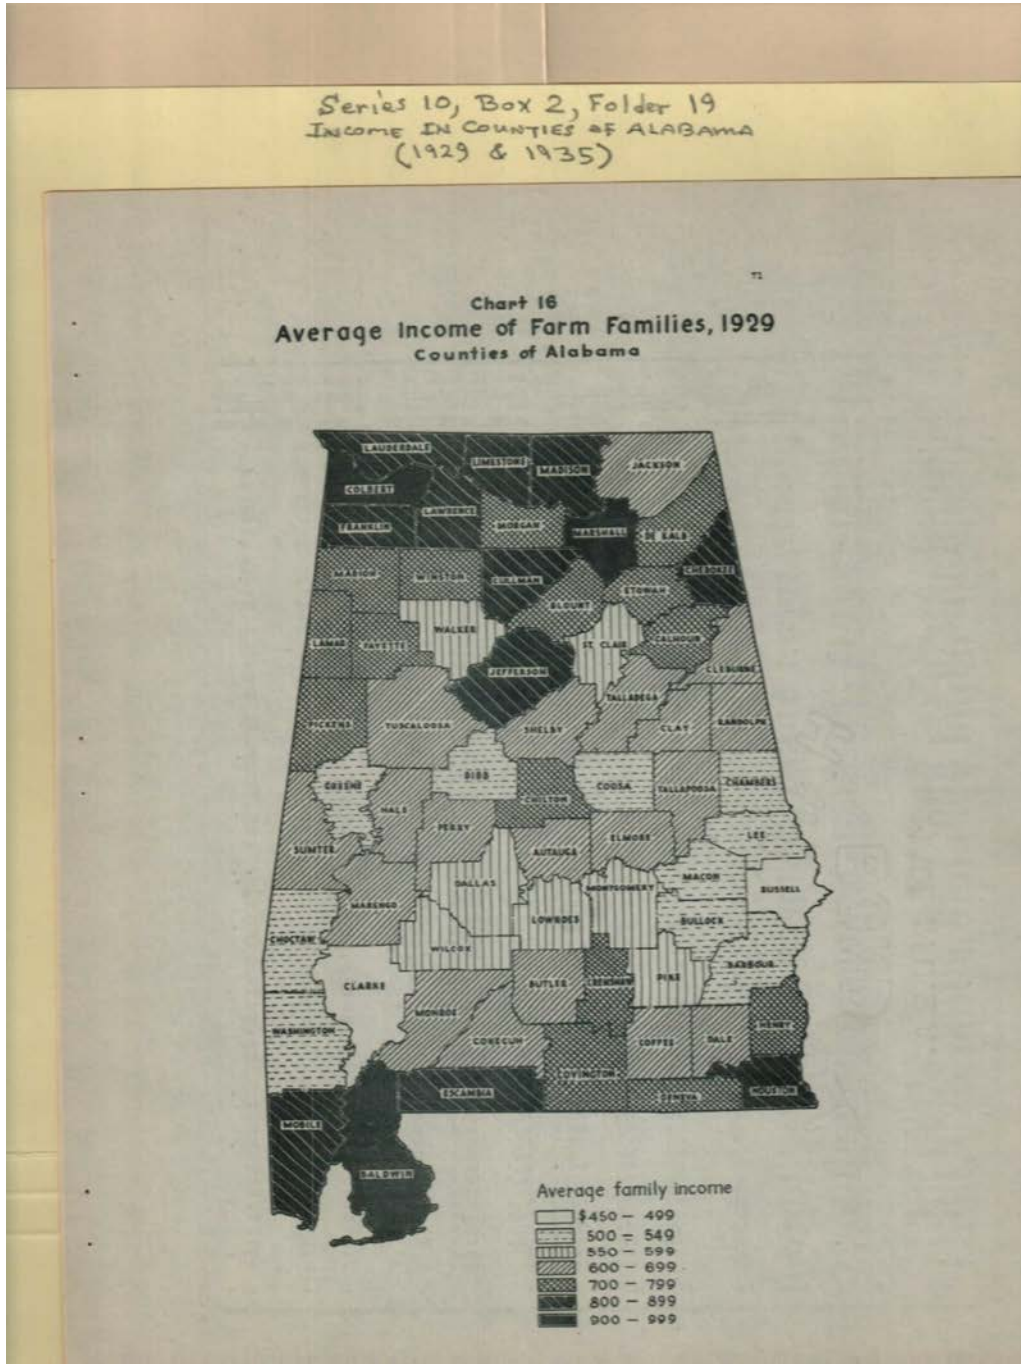 Series 10, Box 2, Folder 19
INCOME IN COUNTIES OF ALABAMA
(1929 & 1935)
Chart 16
Average Income of Farm Families, 1929
Counties of Alabama
LAUDERDALE
LIMESTONE
MADISON
JACKSON
COLBERT
FRANKLIN
LAWRENCE
MORGAN
MARSHALL
DE KALB
CHEROKEE
MARION
WINSTON
CULLMAN
BLOUNT
ETOWAH
WALKER
ST. CLAIR
CALHOUN
LAMAR
FAYETTE
JEFFERSON
CLEBURNE
TALLADEGA
PICKENS
TUSCALOOSA
SHELBY
CLAY
RANDOLPH
GREENE
BIBB
COOSA
TALLAPOOSA
CHAMBERS
HALE
CHILTON
PERRY
AUTAUGA
ELMORE
LEE
SUMTER
DALLAS
MONTGOMERY
MACON
RUSSELL
MARENGO
LOWNDES
BULLOCK
CHOCTAW
WILCOX
CLARKE
BUTLER
CRENSHAW
PIKE
BARBOUR
WASHINGTON
MONROE
CONECUH
COFFEE
DALE
HENRY
COVINGTON
ESCAMBIA
GENEVA
HOUSTON
MOBILE
BALDWIN
Average family income
$450 – 499
500 – 549
550 – 599
600 – 699
700 – 799
800 – 899
900 – 999